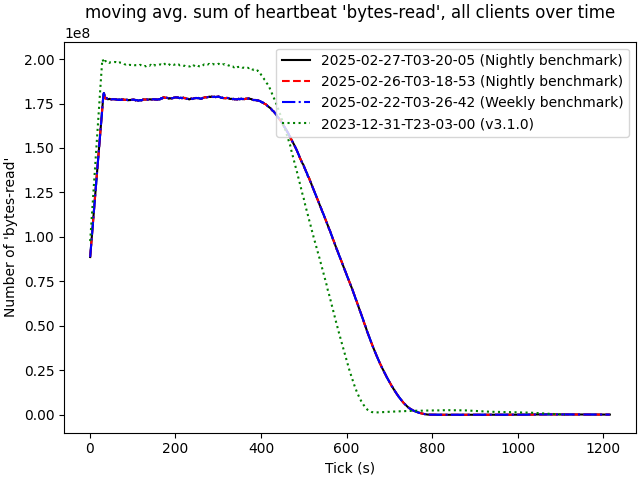 moving avg. sum of heartbeat 'bytes-read', all clients over time
1e8
2.00
1.75
1.50
1.25
1.00
0.75
0.50
0.25
0.00
Number of 'bytes-read'
2025-02-27-T03-20-05 (Nightly benchmark)
2025-02-26-T03-18-53 (Nightly benchmark)
2025-02-22-T03-26-42 (Weekly benchmark)
2023-12-31-T23-03-00 (v3.1.0)
0 200 400 600 800 1000 1200
Tick (s)